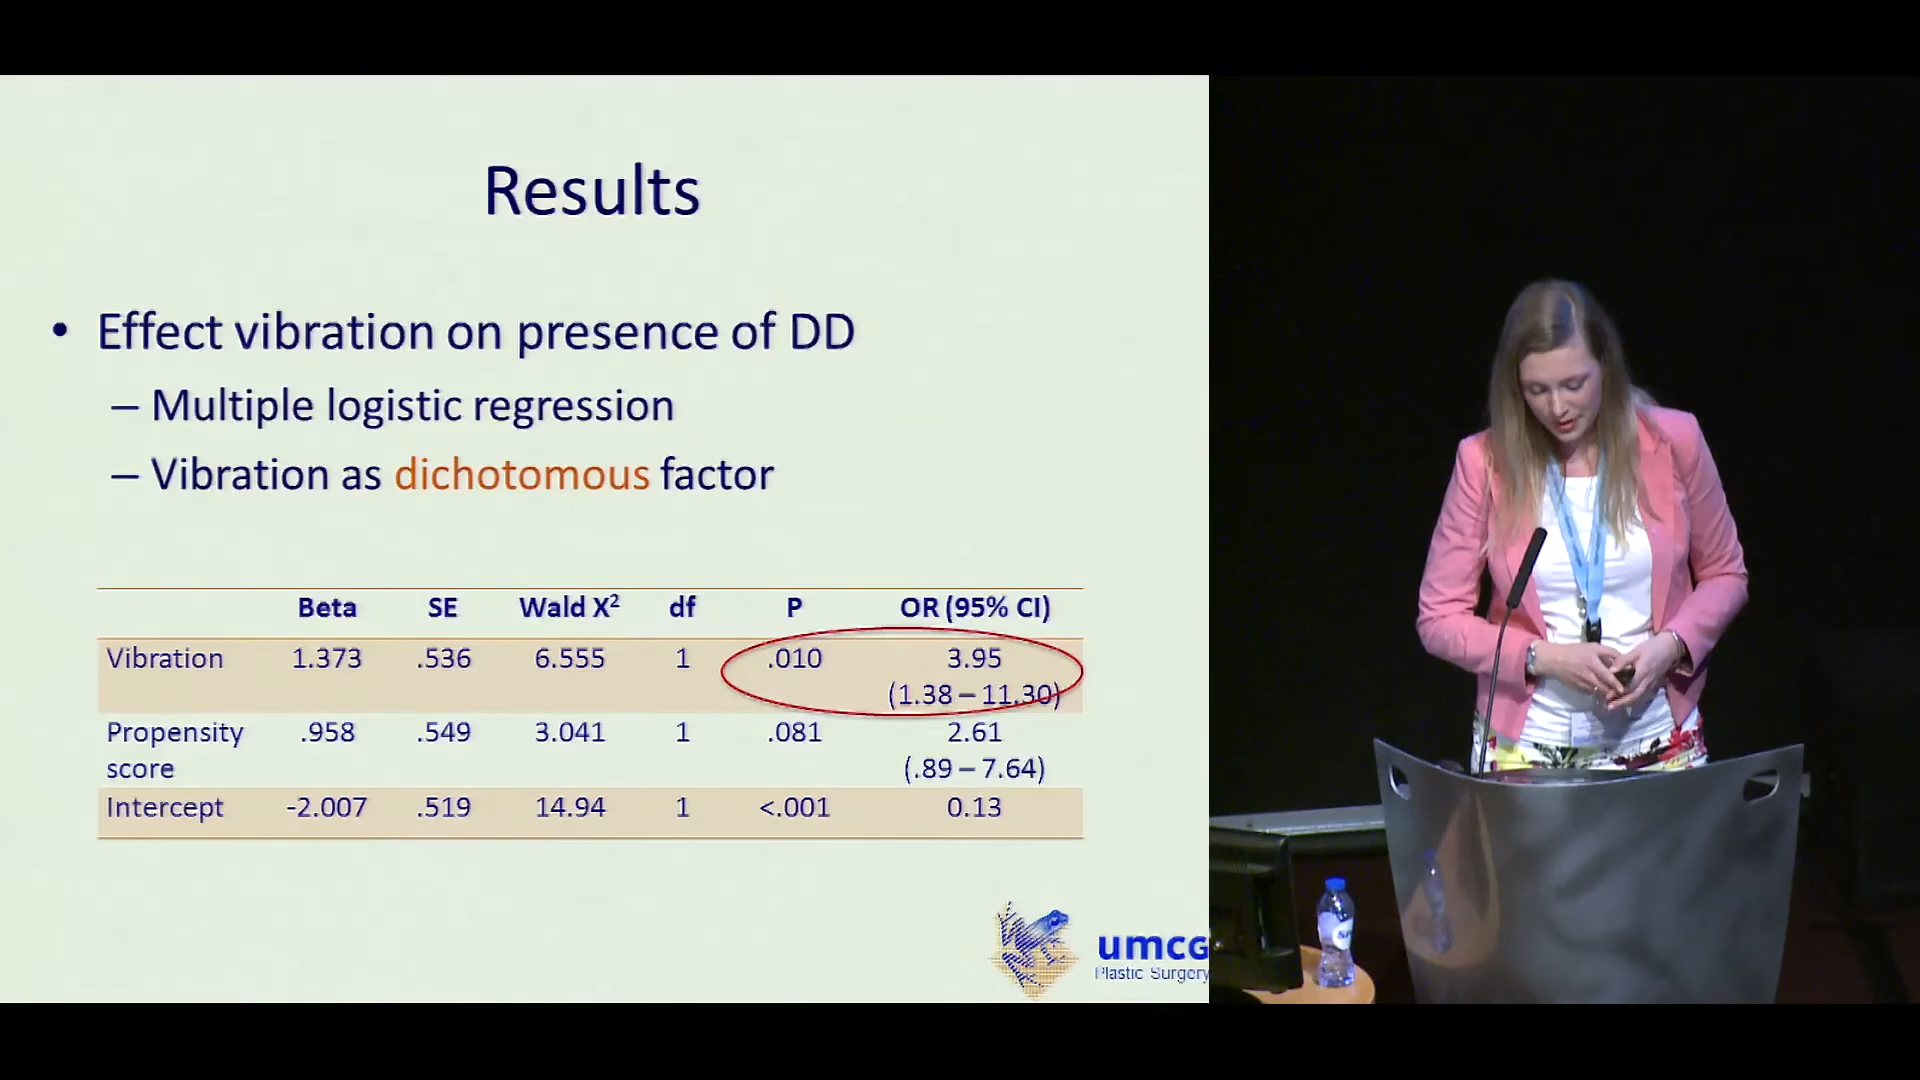 Results
• Effect vibration on presence of DD
– Multiple logistic regression
– Vibration as dichotomous factor
Beta SE Wald X² df P OR (95% CI)
Vibration 1.373 .536 6.555 1 .010 3.95
(1.38 – 11.30)
Propensity .958 .549 3.041 1 .081 2.61
score (.89 – 7.64)
Intercept -2.007 .519 14.94 1 <.001 0.13
umcg
Plastic Surgery